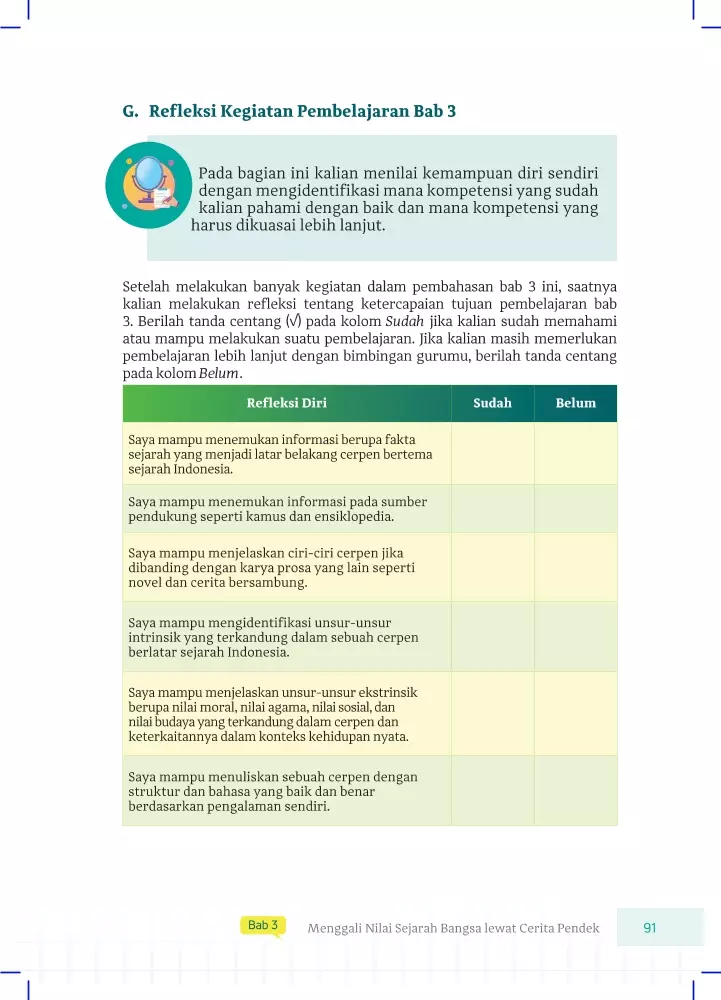 G. Refleksi Kegiatan Pembelajaran Bab 3
Pada bagian ini kalian menilai kemampuan diri sendiri
dengan mengidentifikasi mana kompetensi yang sudah
kalian pahami dengan baik dan mana kompetensi yang
harus dikuasai lebih lanjut.
Setelah melakukan banyak kegiatan dalam pembahasan bab 3 ini, saatnya
kalian melakukan refleksi tentang ketercapaian tujuan pembelajaran bab
3. Berilah tanda centang (√) pada kolom Sudah jika kalian sudah memahami
atau mampu melakukan suatu pembelajaran. Jika kalian masih memerlukan
pembelajaran lebih lanjut dengan bimbingan gurumu, berilah tanda centang
pada kolom Belum.
Refleksi Diri Sudah Belum
Saya mampu menemukan informasi berupa fakta
sejarah yang menjadi latar belakang cerpen bertema
sejarah Indonesia.
Saya mampu menemukan informasi pada sumber
pendukung seperti kamus dan ensiklopedia.
Saya mampu menjelaskan ciri-ciri cerpen jika
dibanding dengan karya prosa yang lain seperti
novel dan cerita bersambung.
Saya mampu mengidentifikasi unsur-unsur
intrinsik yang terkandung dalam sebuah cerpen
berlatar sejarah Indonesia.
Saya mampu menjelaskan unsur-unsur ekstrinsik
berupa nilai moral, nilai agama, nilai sosial, dan
nilai budaya yang terkandung dalam cerpen dan
keterkaitannya dalam konteks kehidupan nyata.
Saya mampu menuliskan sebuah cerpen dengan
struktur dan bahasa yang baik dan benar
berdasarkan pengalaman sendiri.
Bab 3 Menggali Nilai Sejarah Bangsa lewat Cerita Pendek 91